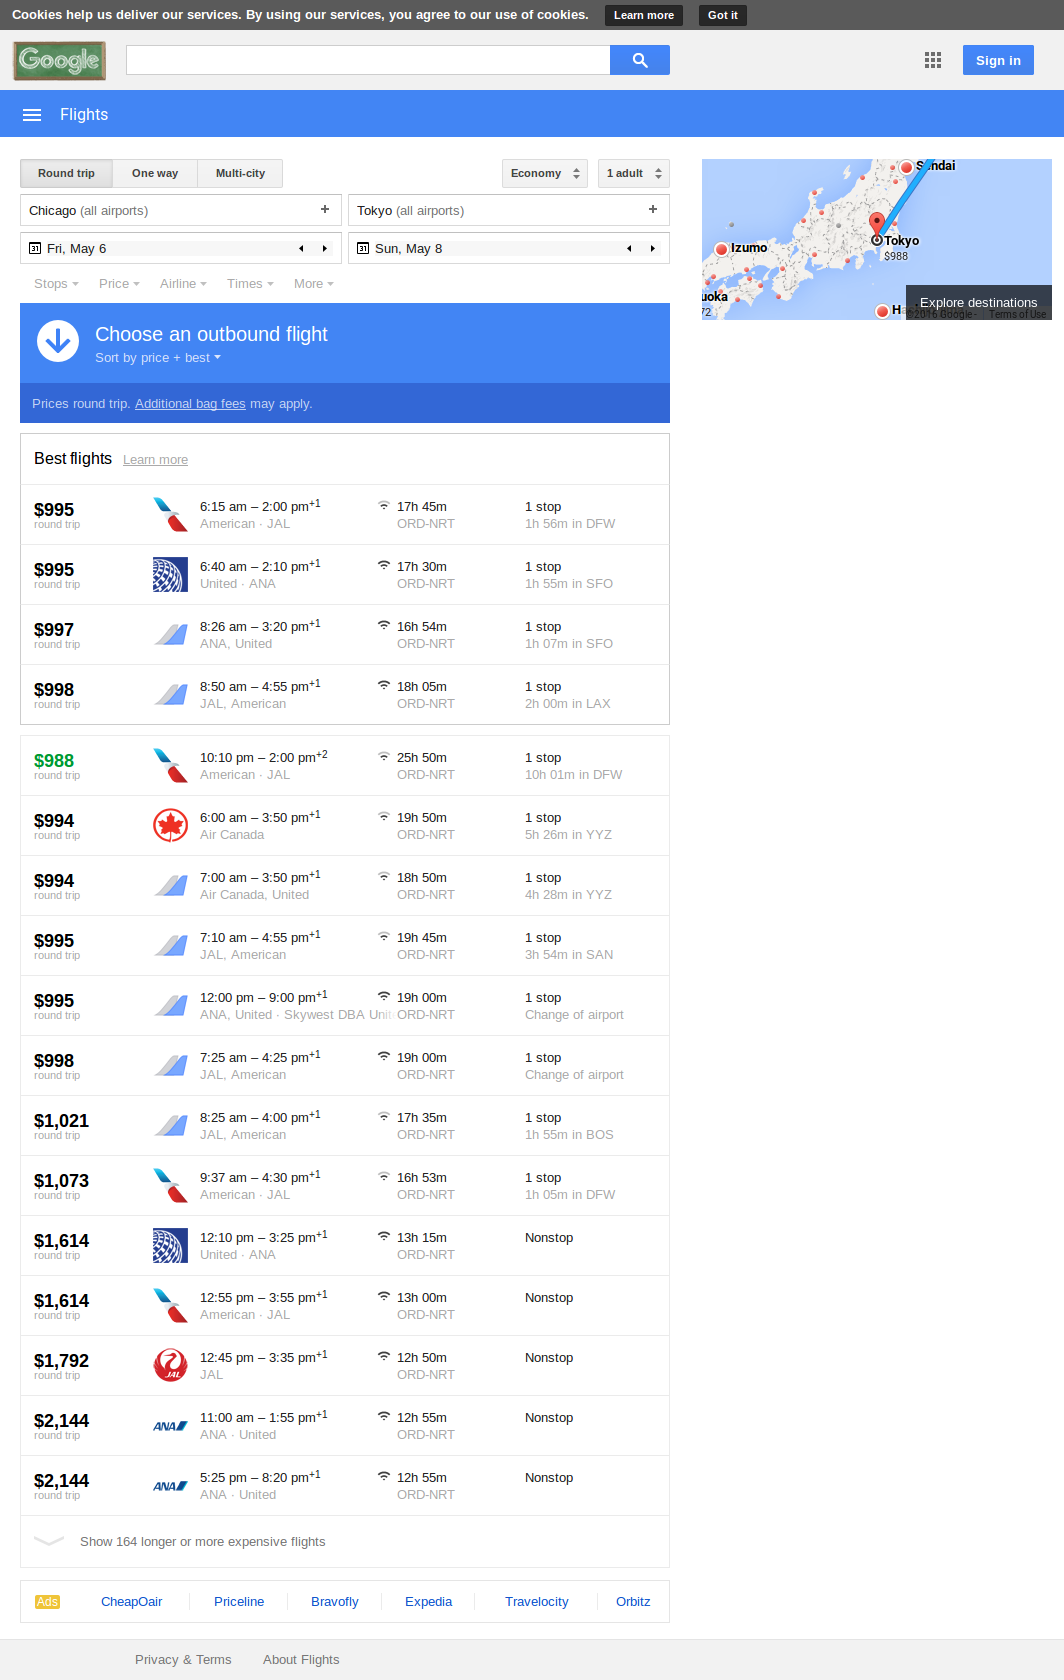 Cookies help us deliver our services. By using our services, you agree to our use of cookies. Learn more Got it
Google
Sign in
Flights
Round trip One way Multi-city Economy 1 adult
Chicago (all airports) + Tokyo (all airports) +
31 Fri, May 6 31 Sun, May 8
Stops Price Airline Times More
Sendai
Izumo
Tokyo
$988
uoka
72
Explore destinations
©2016 Google - Terms of Use
Choose an outbound flight
Sort by price + best
Prices round trip. Additional bag fees may apply.
Best flights Learn more
$995 6:15 am – 2:00 pm+1 17h 45m 1 stop
round trip American · JAL ORD-NRT 1h 56m in DFW
$995 6:40 am – 2:10 pm+1 17h 30m 1 stop
round trip United · ANA ORD-NRT 1h 55m in SFO
$997 8:26 am – 3:20 pm+1 16h 54m 1 stop
round trip ANA, United ORD-NRT 1h 07m in SFO
$998 8:50 am – 4:55 pm+1 18h 05m 1 stop
round trip JAL, American ORD-NRT 2h 00m in LAX
$988 10:10 pm – 2:00 pm+2 25h 50m 1 stop
round trip American · JAL ORD-NRT 10h 01m in DFW
$994 6:00 am – 3:50 pm+1 19h 50m 1 stop
round trip Air Canada ORD-NRT 5h 26m in YYZ
$994 7:00 am – 3:50 pm+1 18h 50m 1 stop
round trip Air Canada, United ORD-NRT 4h 28m in YYZ
$995 7:10 am – 4:55 pm+1 19h 45m 1 stop
round trip JAL, American ORD-NRT 3h 54m in SAN
$995 12:00 pm – 9:00 pm+1 19h 00m 1 stop
round trip ANA, United · Skywest DBA Unit ORD-NRT Change of airport
$998 7:25 am – 4:25 pm+1 19h 00m 1 stop
round trip JAL, American ORD-NRT Change of airport
$1,021 8:25 am – 4:00 pm+1 17h 35m 1 stop
round trip JAL, American ORD-NRT 1h 55m in BOS
$1,073 9:37 am – 4:30 pm+1 16h 53m 1 stop
round trip American · JAL ORD-NRT 1h 05m in DFW
$1,614 12:10 pm – 3:25 pm+1 13h 15m Nonstop
round trip United · ANA ORD-NRT
$1,614 12:55 pm – 3:55 pm+1 13h 00m Nonstop
round trip American · JAL ORD-NRT
$1,792 12:45 pm – 3:35 pm+1 12h 50m Nonstop
round trip JAL JAL ORD-NRT
$2,144 11:00 am – 1:55 pm+1 12h 55m Nonstop
round trip ANA ANA · United ORD-NRT
$2,144 5:25 pm – 8:20 pm+1 12h 55m Nonstop
round trip ANA ANA · United ORD-NRT
Show 164 longer or more expensive flights
Ads CheapOair Priceline Bravofly Expedia Travelocity Orbitz
Privacy & Terms About Flights